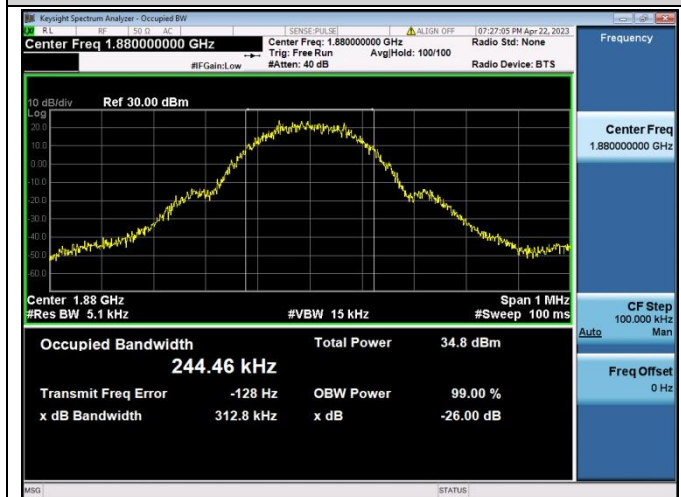 Keysight Spectrum Analyzer - Occupied BW
RL RF 50 Ω AC SENSE:PULSE ALIGN OFF 07:27:05 PM Apr 22, 2023
Center Freq 1.880000000 GHz Center Freq: 1.880000000 GHz Radio Std: None Frequency
Trig: Free Run Avg|Hold: 100/100
#IFGain:Low #Atten: 40 dB Radio Device: BTS
10 dB/div Ref 30.00 dBm
Log
20.0
10.0
0.00
-10.0
-20.0
-30.0
-40.0
-50.0
-60.0
Center Freq
1.880000000 GHz
Center 1.88 GHz Span 1 MHz
#Res BW 5.1 kHz #VBW 15 kHz #Sweep 100 ms
CF Step
100.000 kHz
Auto Man
Occupied Bandwidth Total Power 34.8 dBm
244.46 kHz
Transmit Freq Error -128 Hz OBW Power 99.00 %
x dB Bandwidth 312.8 kHz x dB -26.00 dB
Freq Offset
0 Hz
MSG STATUS